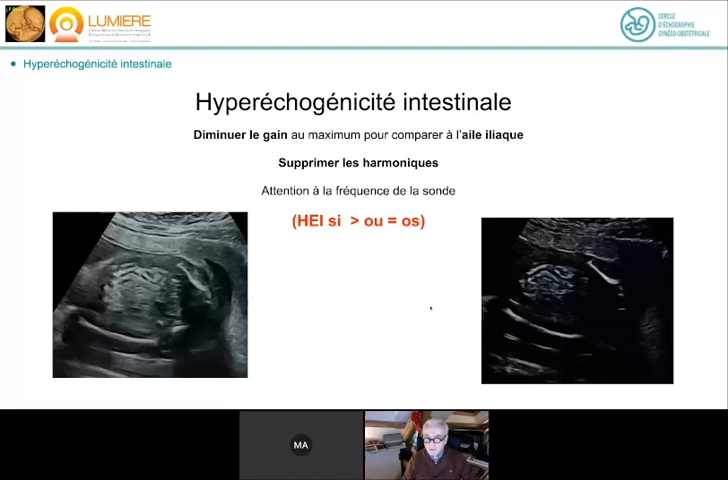 LUMIERE
CERCLE
D'ÉCHOGRAPHIE
GYNÉCO-OBSTÉTRICALE
• Hyperéchogénicité intestinale
Hyperéchogénicité intestinale
Diminuer le gain au maximum pour comparer à l'aile iliaque
Supprimer les harmoniques
Attention à la fréquence de la sonde
(HEI si > ou = os)
MA